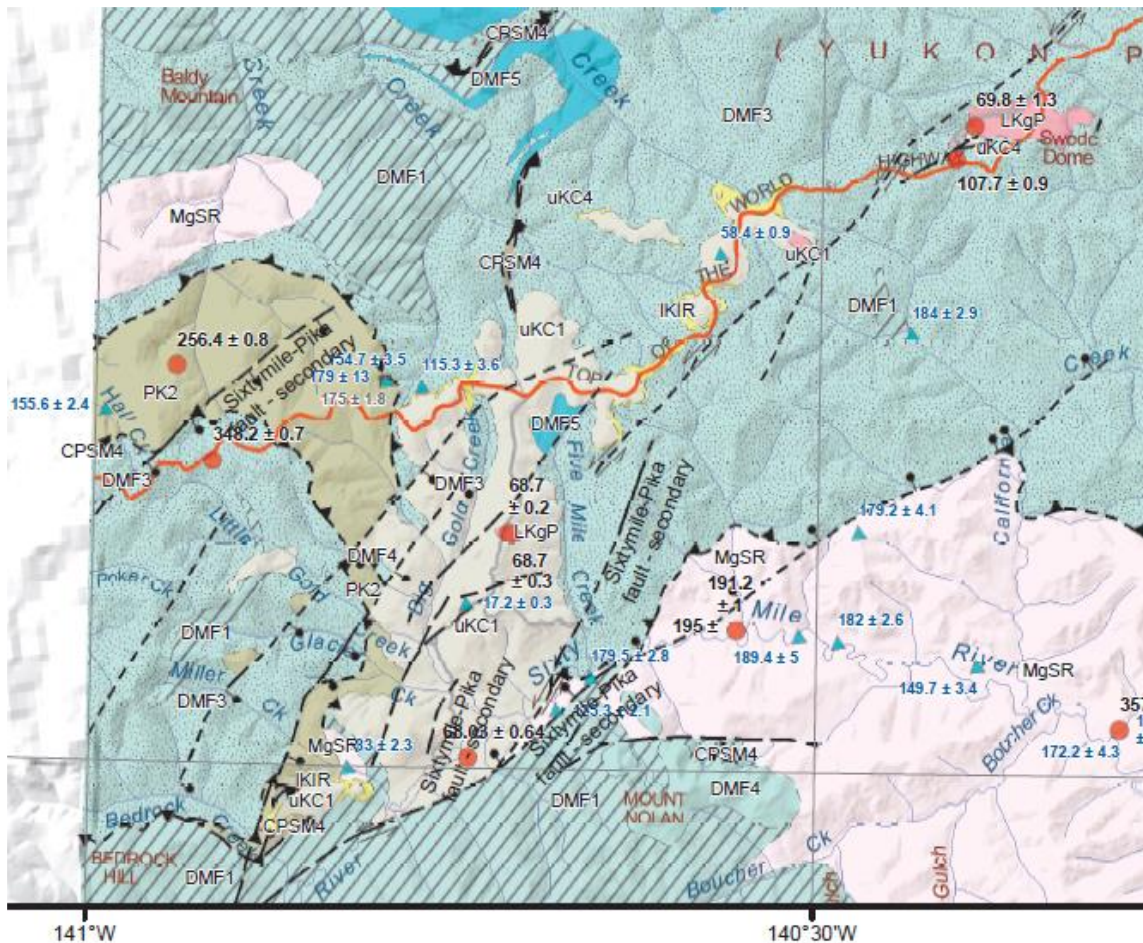 CPSM4
( Y U K O N P
DMF5
Creek
Baldy
Mountain
Creek
Creek
DMF3
69.8 ± 1.3
LKgP
uKC4
Dome
HIGHWA
107.7 ± 0.9
DMF1
uKC4
WORLD
MgSR
58.4 ± 0.9
uKC1
CPSM4
THE
IKIR
DMF1
184 ± 2.9
uKC1
OF
256.4 ± 0.8
Sixtymile-Pika
fault - secondary
154.7 ± 3.5
179 ± 13
175 ± 1.8
115.3 ± 3.6
TOP
Creek
PK2
155.6 ± 2.4
Hall Ck
348.2 ± 0.7
DMF5
CPSM4
DMF3
DMF3
Gold Creek
Five Mile Creek
68.7
± 0.2
LKgP
Sixtymile-Pika
fault - secondary
179.2 ± 4.1
Californ
Little
Gold
Creek
DMF4
PK2
68.7
± 0.3
MgSR
191.2
± 1
Poker Ck
17.2 ± 0.3
uKC1
195 ±
Mile
182 ± 2.6
DMF1
Glac
Miller
Ck
DMF3
Ck
Sixty
179.5 ± 2.8
189.4 ± 5
River
MgSR
149.7 ± 3.4
Sixtymile-Pika
fault - secondary
Sixtymile-Pika
fault - secondary
Boucher Ck
357
±
172.2 ± 4.3
MgSR
68.03 ± 0.64
CPSM4
IKIR
uKC1
CPSM4
DMF1
MOUNT
NOLAN
DMF4
Bedrock
Creek
BEDROCK
HILL
DMF1
River
Boucher
Ck
Gulch
141°W
140°30'W